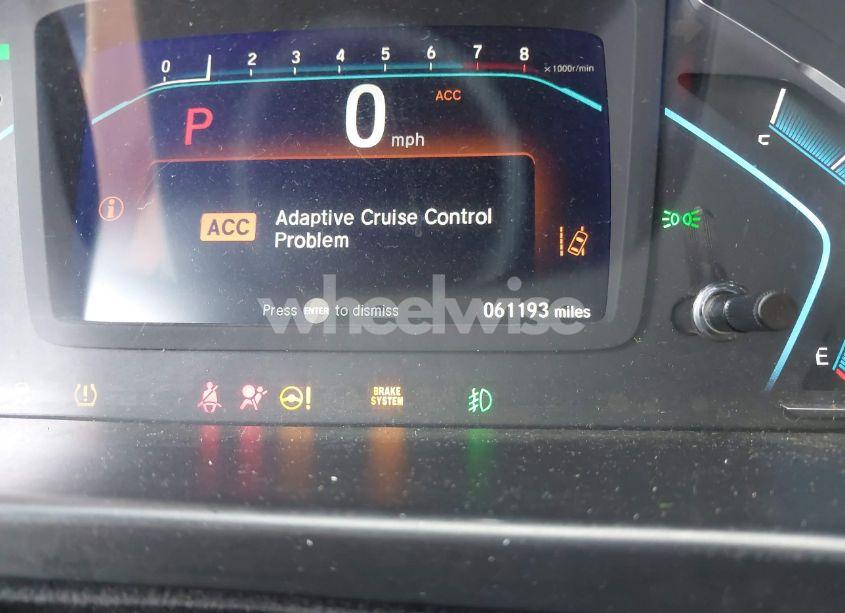 0 2 3 4 5 6 7 8 x1000r/min
P 0 mph ACC
C
ACC Adaptive Cruise Control
Problem
Press ENTER to dismiss 061193 miles
wheelwise
E
BRAKE
SYSTEM